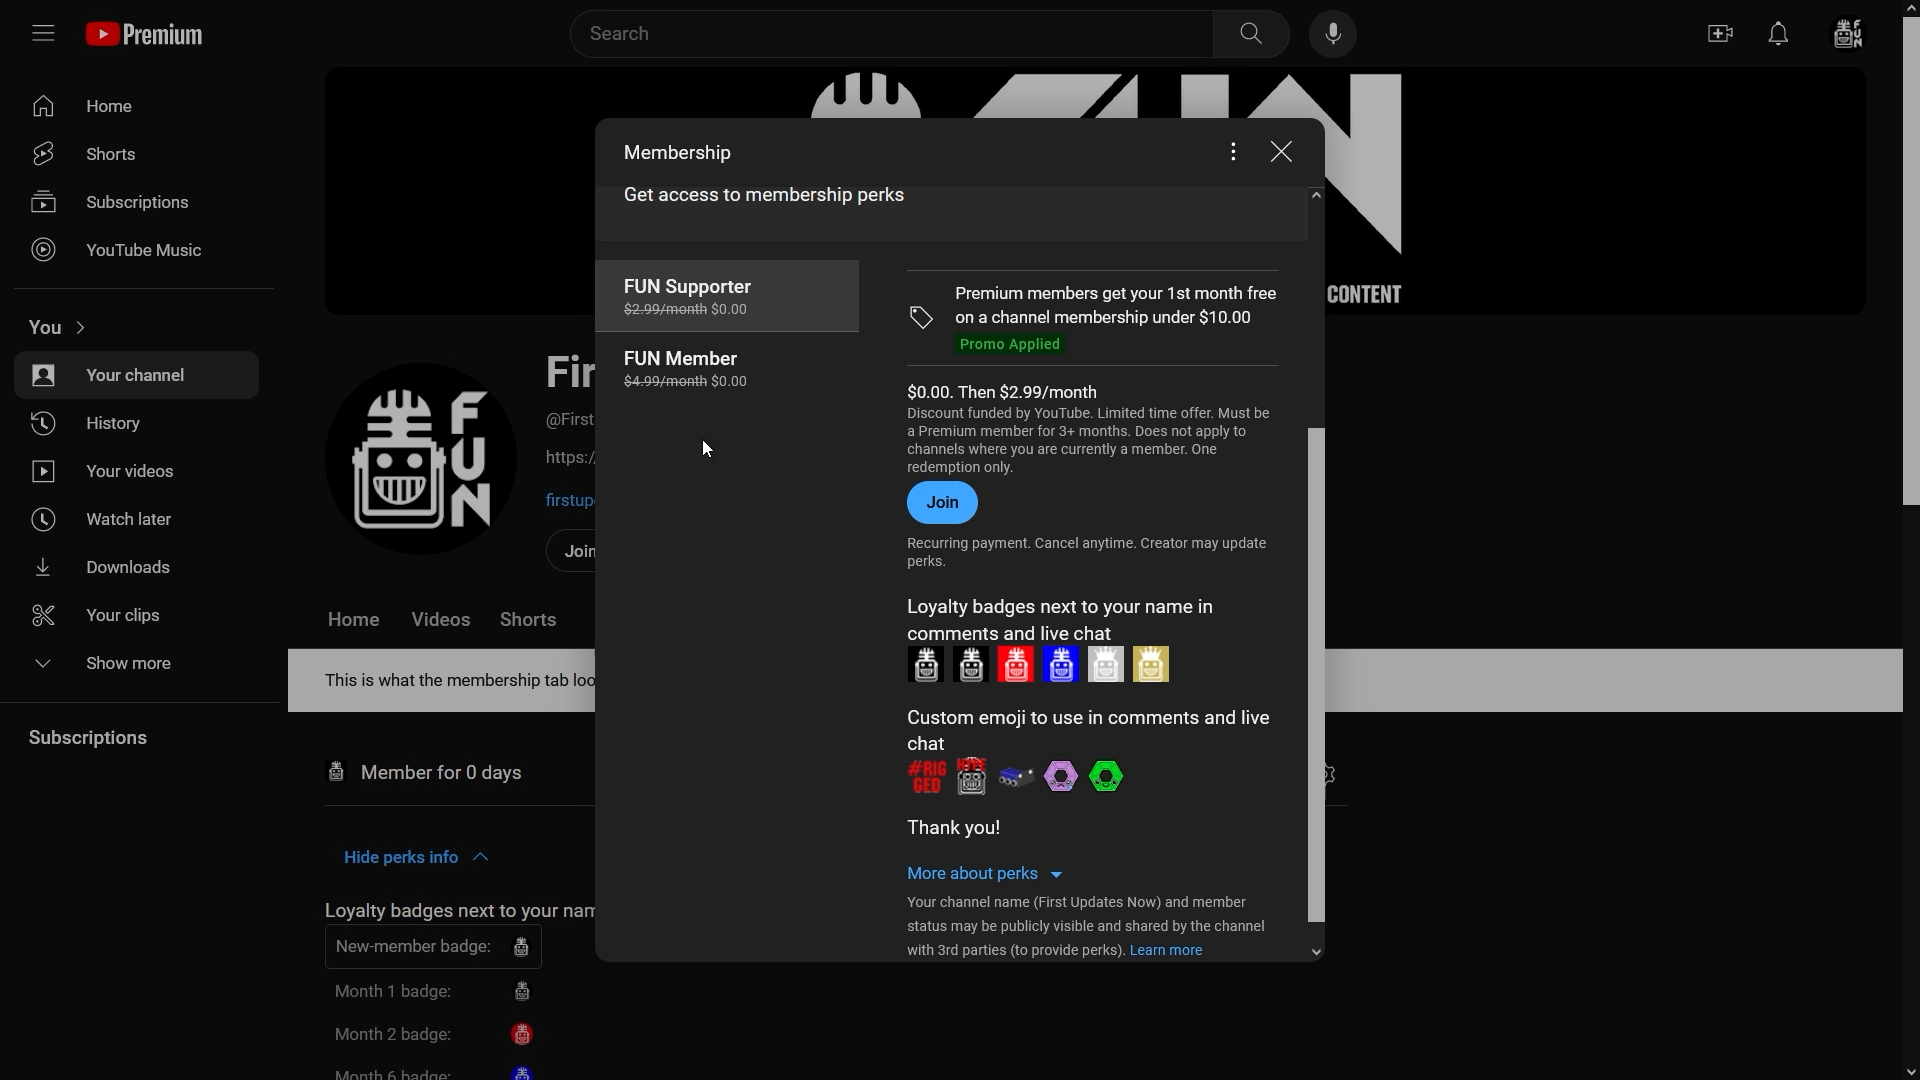 Premium
Search
FUN
Home
Shorts
Subscriptions
YouTube Music
You
Your channel
History
Your videos
Watch later
Downloads
Your clips
Show more
Subscriptions
CONTENT
FUN
Fir
@First
https:/
firstup
Join
Home Videos Shorts
This is what the membership tab loo
Member for 0 days
Hide perks info
Loyalty badges next to your nam
New-member badge:
Month 1 badge:
Month 2 badge:
Month 6 badge:
Membership
Get access to membership perks
FUN Supporter
$2.99/month $0.00
FUN Member
$4.99/month $0.00
Premium members get your 1st month free
on a channel membership under $10.00
Promo Applied
$0.00. Then $2.99/month
Discount funded by YouTube. Limited time offer. Must be
a Premium member for 3+ months. Does not apply to
channels where you are currently a member. One
redemption only.
Join
Recurring payment. Cancel anytime. Creator may update
perks.
Loyalty badges next to your name in
comments and live chat
Custom emoji to use in comments and live
chat
#RIG
GED
HYPE
Thank you!
More about perks
Your channel name (First Updates Now) and member
status may be publicly visible and shared by the channel
with 3rd parties (to provide perks). Learn more